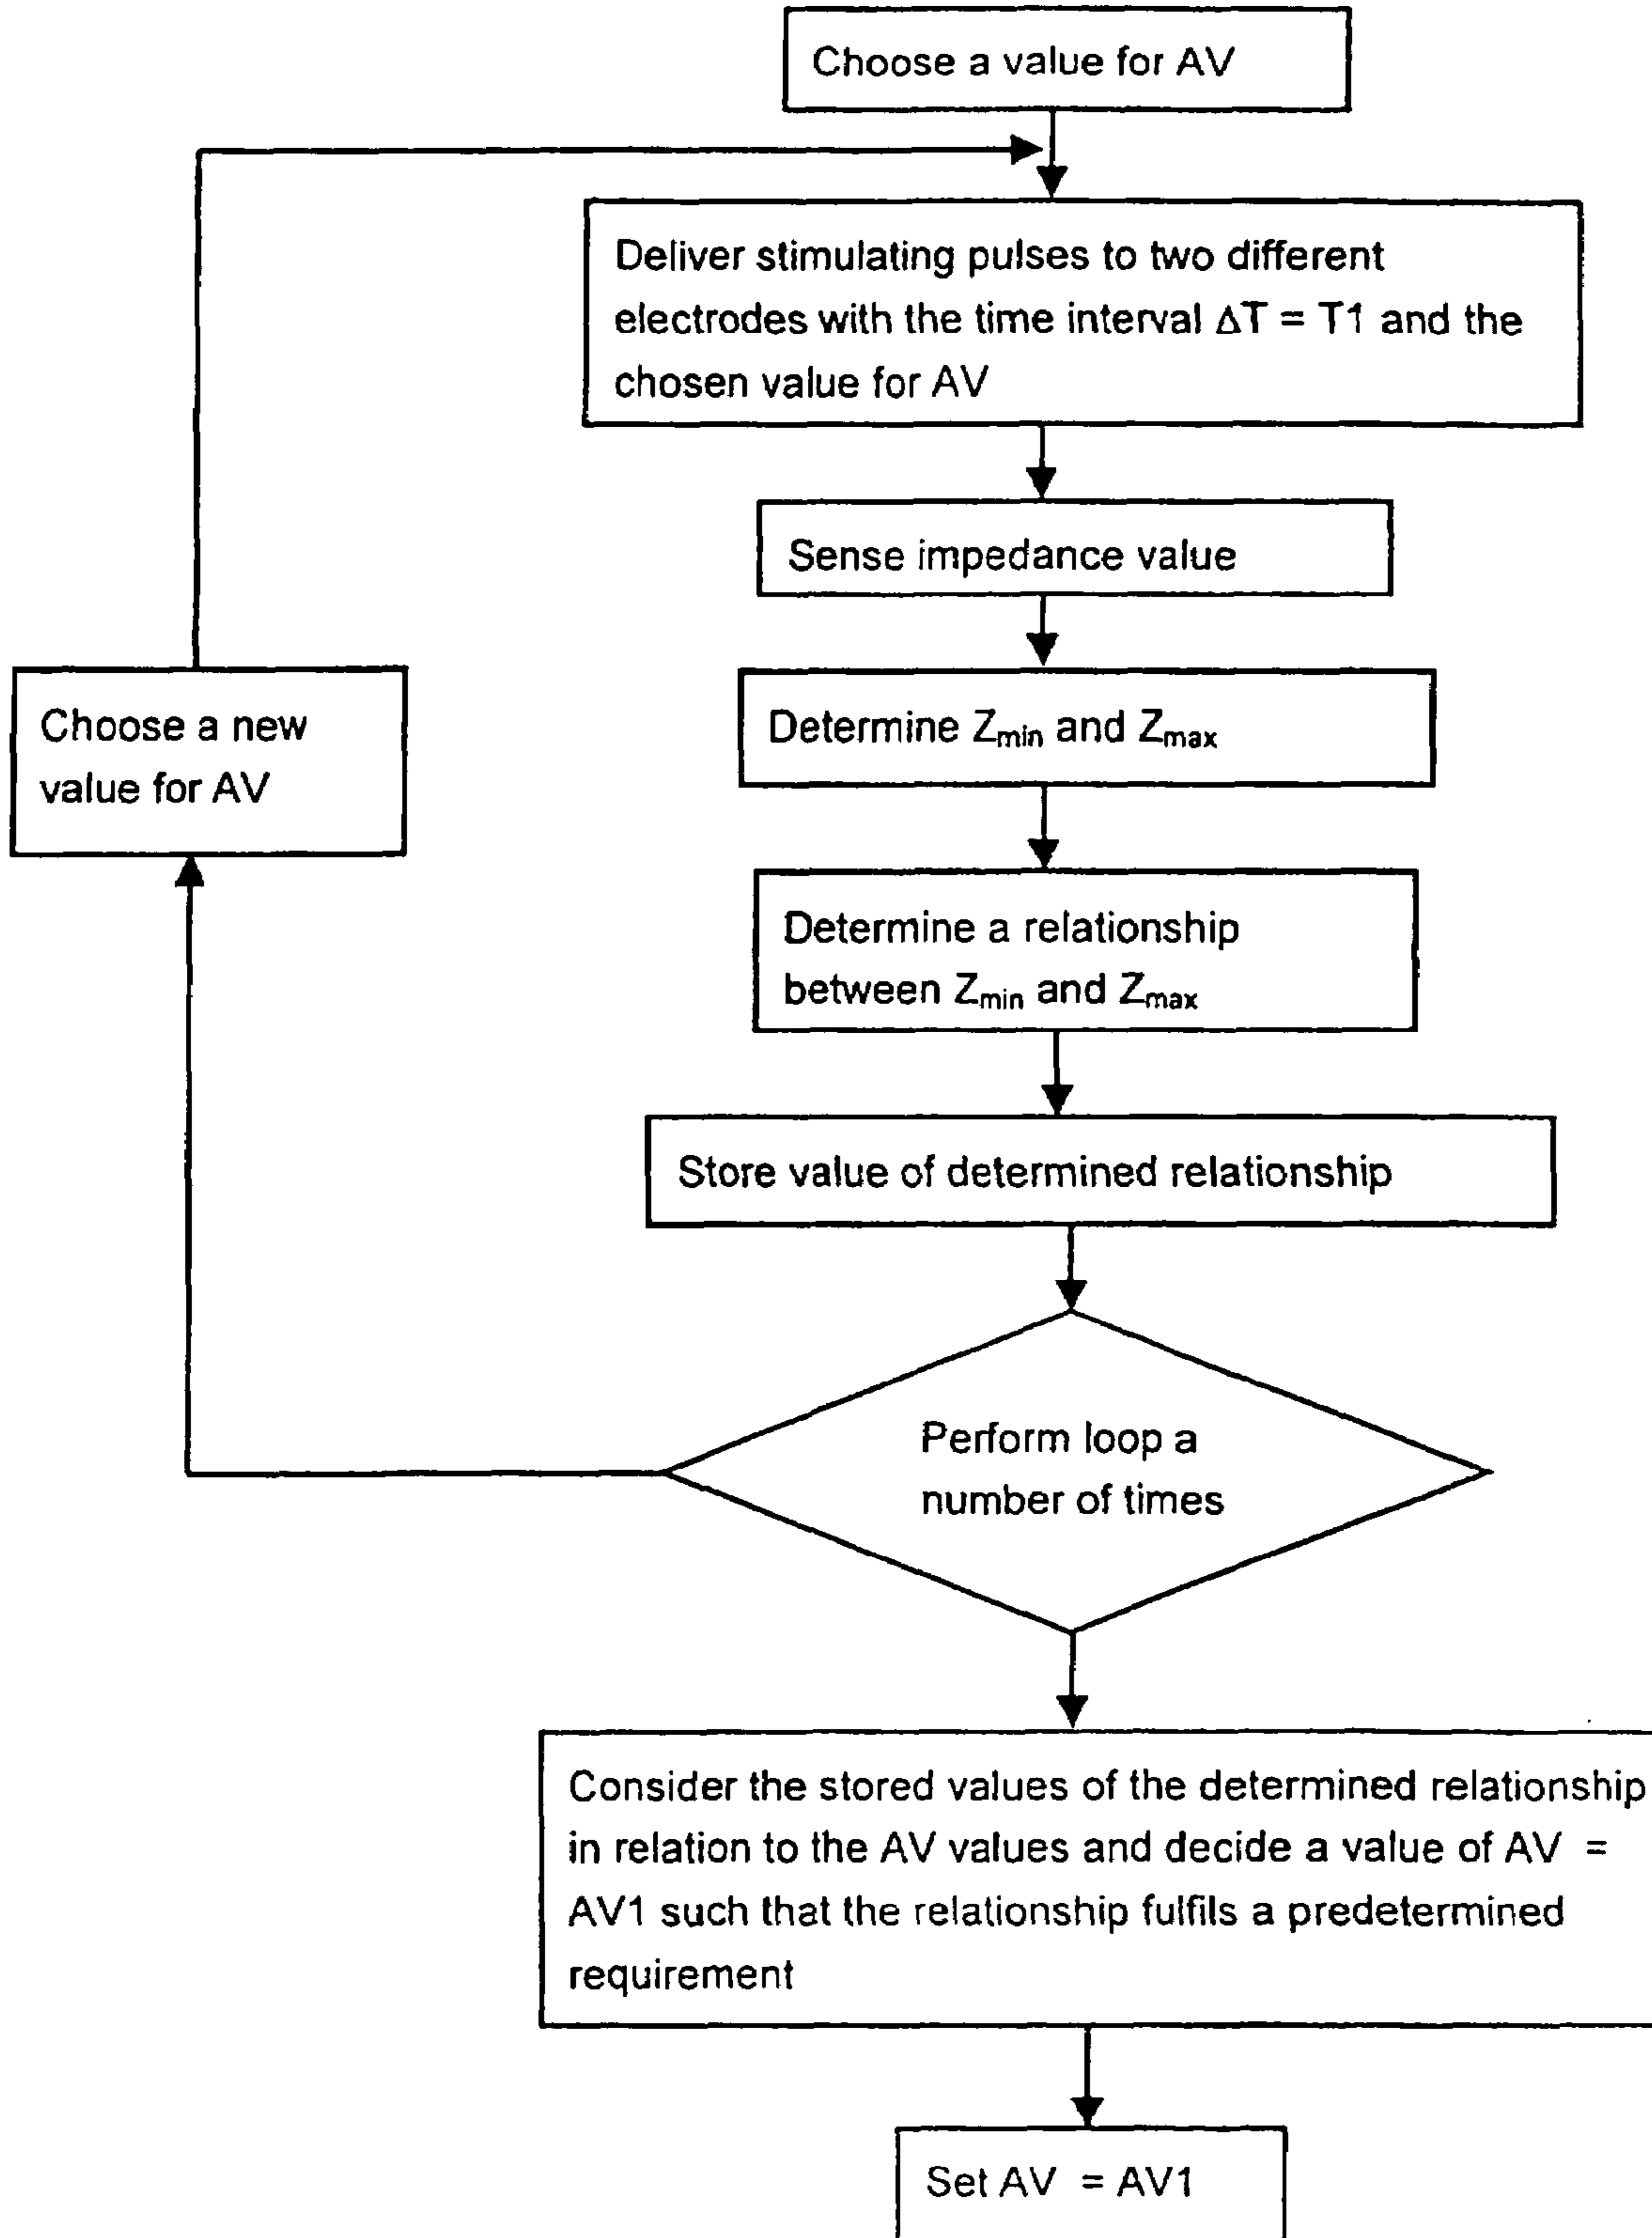 Choose a value for AV
Deliver stimulating pulses to two different
electrodes with the time interval ΔT = T1 and the
chosen value for AV
Sense impedance value
Determine Zmin and Zmax
Choose a new
value for AV
Determine a relationship
between Zmin and Zmax
Store value of determined relationship
Perform loop a
number of times
Consider the stored values of the determined relationship
in relation to the AV values and decide a value of AV =
AV1 such that the relationship fulfils a predetermined
requirement
Set AV = AV1